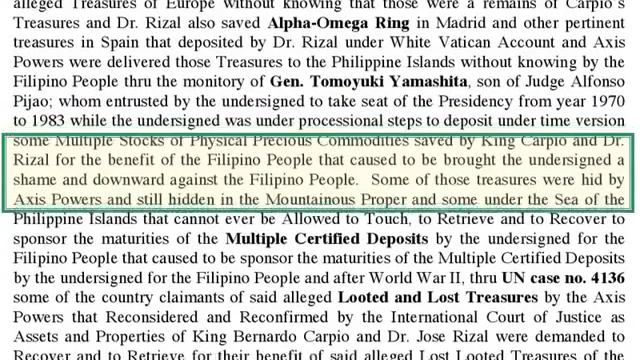 alleged Treasures of Europe without knowing that those were a remains of Carpio's
Treasures and Dr. Rizal also saved Alpha-Omega Ring in Madrid and other pertinent
treasures in Spain that deposited by Dr. Rizal under White Vatican Account and Axis
Powers were delivered those Treasures to the Philippine Islands without knowing by the
Filipino People thru the monitory of Gen. Tomoyuki Yamashita, son of Judge Alfonso
Pijao; whom entrusted by the undersigned to take seat of the Presidency from year 1970
to 1983 while the undersigned was under processional steps to deposit under time version
some Multiple Stocks of Physical Precious Commodities saved by King Carpio and Dr.
Rizal for the benefit of the Filipino People that caused to be brought the undersigned a
shame and downward against the Filipino People. Some of those treasures were hid by
Axis Powers and still hidden in the Mountainous Proper and some under the Sea of the
Philippine Islands that cannot ever be Allowed to Touch, to Retrieve and to Recover to
sponsor the maturities of the Multiple Certified Deposits by the undersigned for the
Filipino People that caused to be sponsor the maturities of the Multiple Certified Deposits
by the undersigned for the Filipino People and after World War II, thru UN case no. 4136
some of the country claimants of said alleged Looted and Lost Treasures by the Axis
Powers that Reconsidered and Reconfirmed by the International Court of Justice as
Assets and Properties of King Bernardo Carpio and Dr. Jose Rizal were demanded to
Recover and to Retrieve for their benefit of said alleged Lost Looted Treasures of the